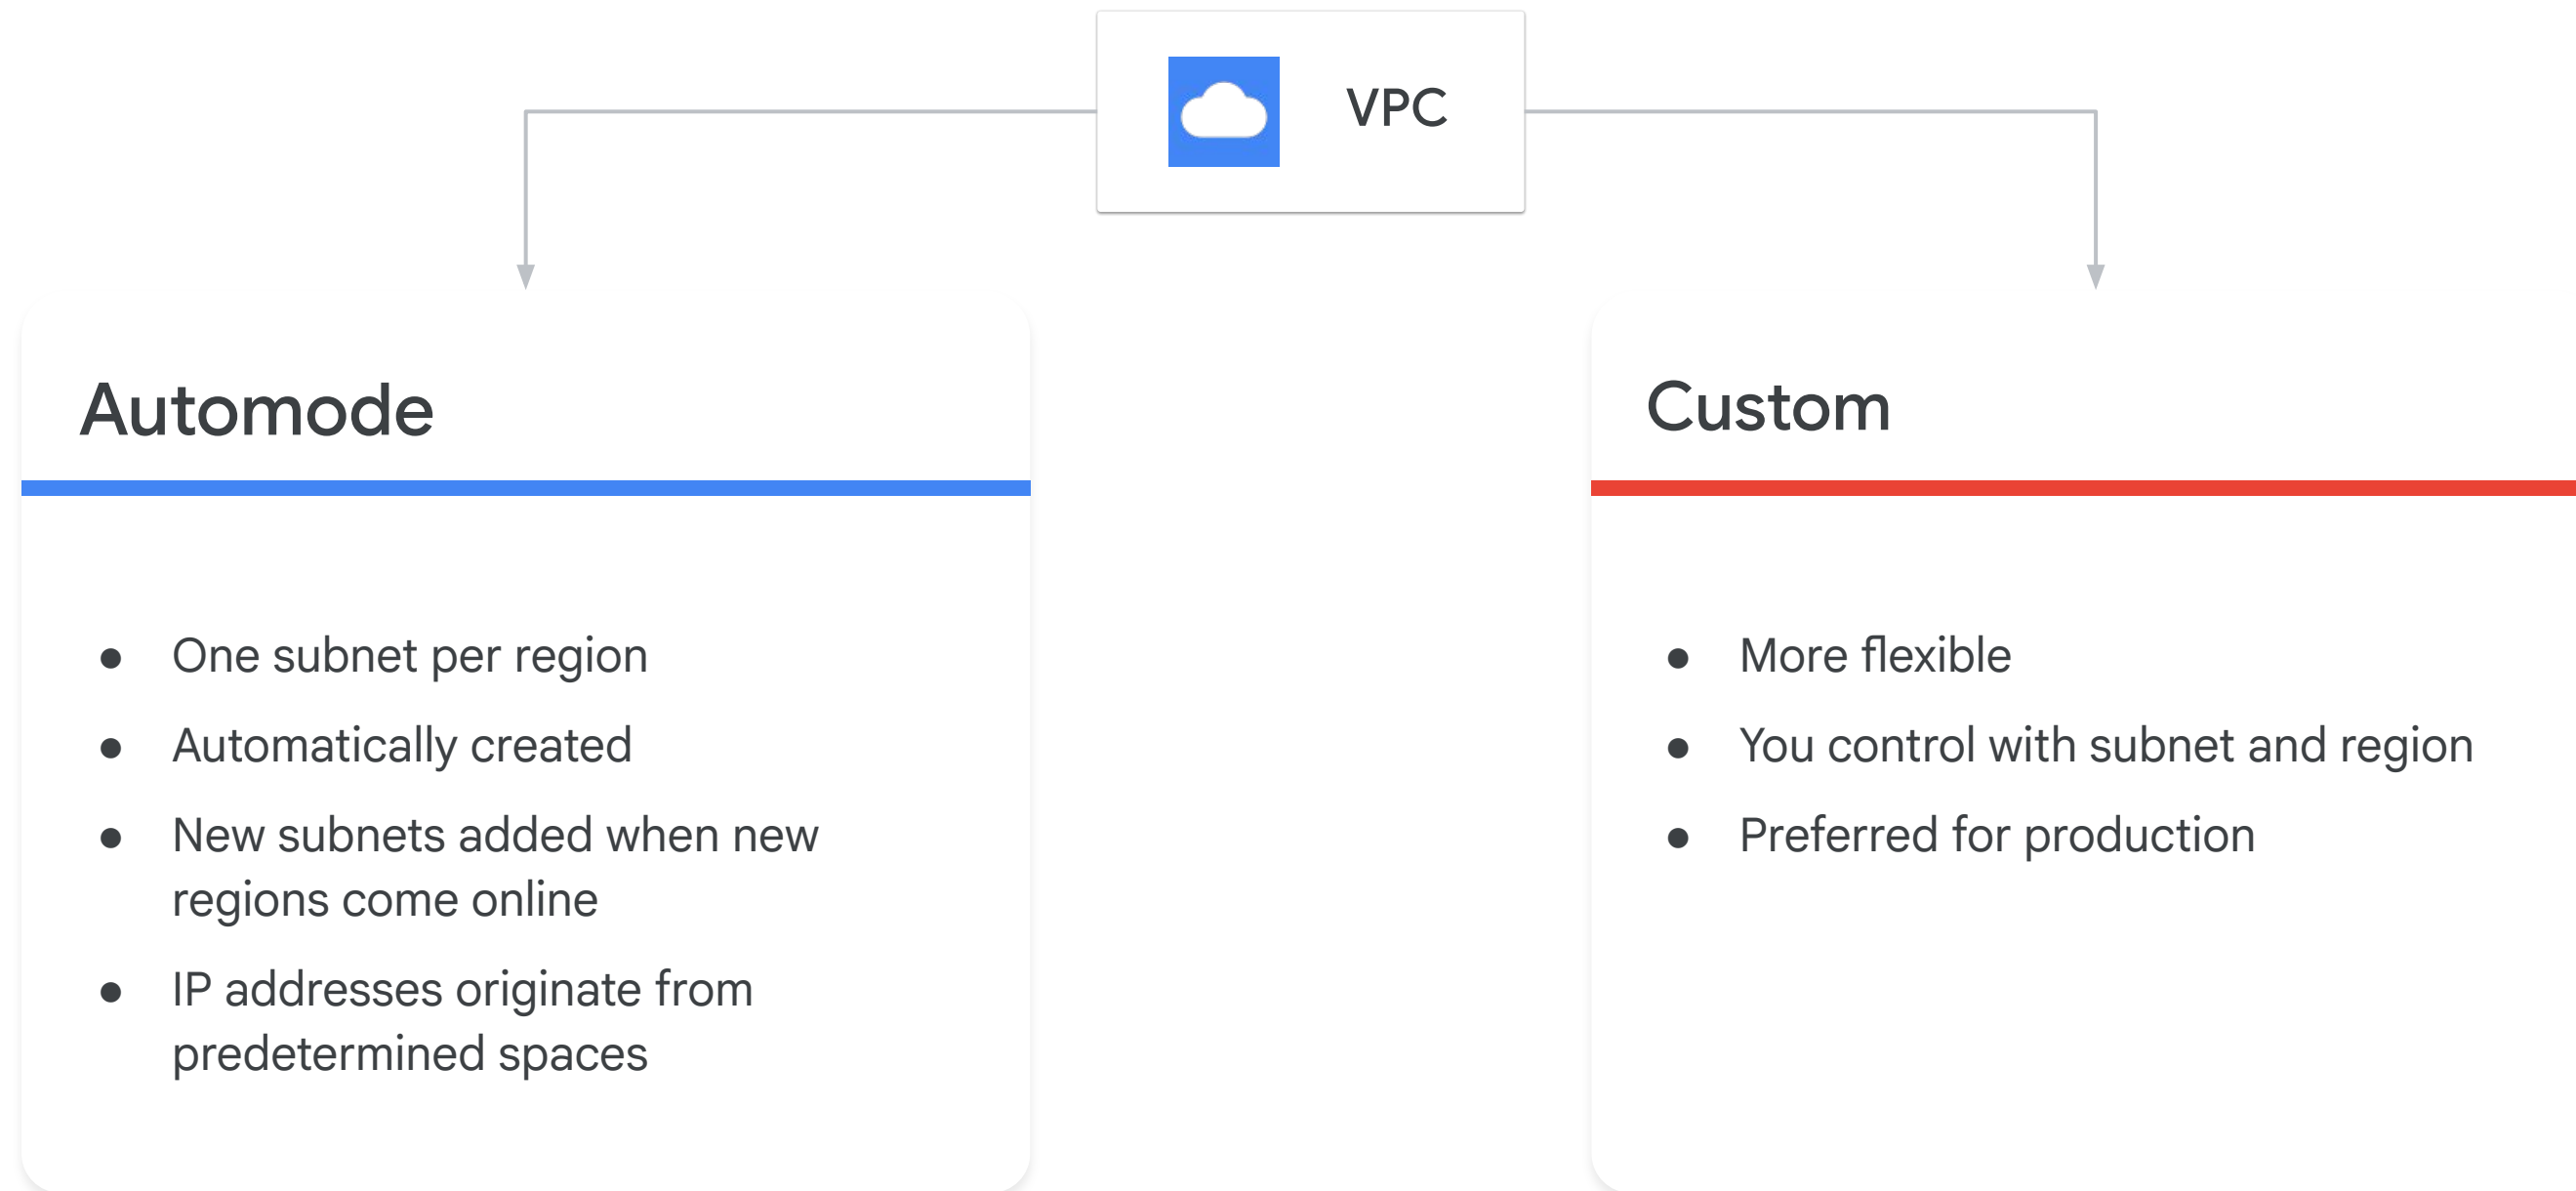 VPC
Automode
One subnet per region
Automatically created
New subnets added when new
regions come online
IP addresses originate from
predetermined spaces
Custom
More flexible
You control with subnet and region
Preferred for production